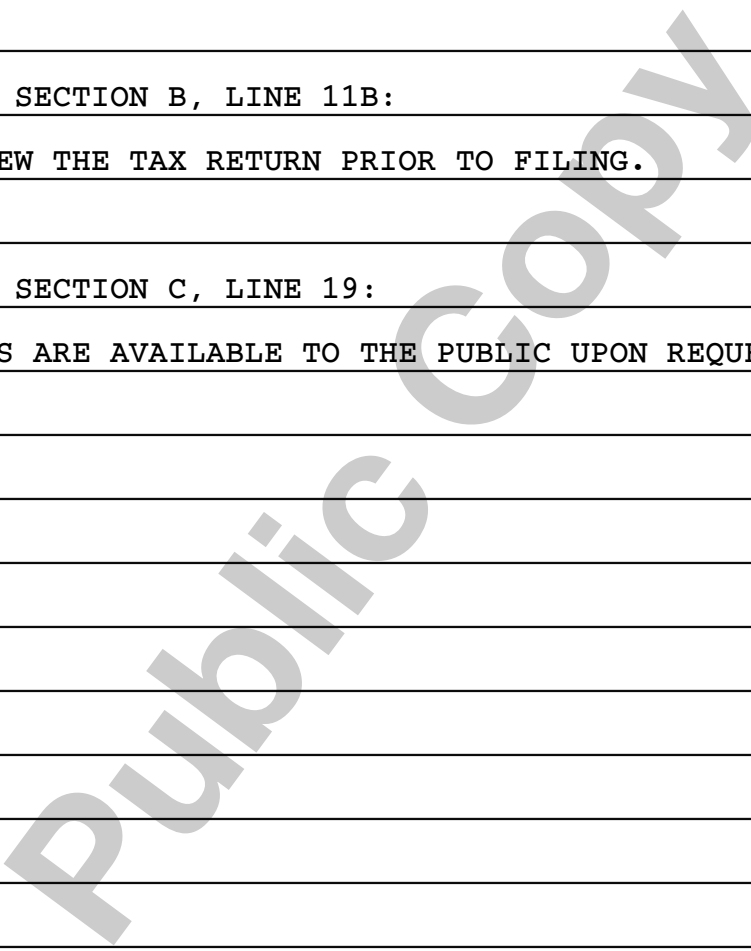 SECTION B, LINE 11B:
EW THE TAX RETURN PRIOR TO FILING.
SECTION C, LINE 19:
S ARE AVAILABLE TO THE PUBLIC UPON REQU
Public Copy